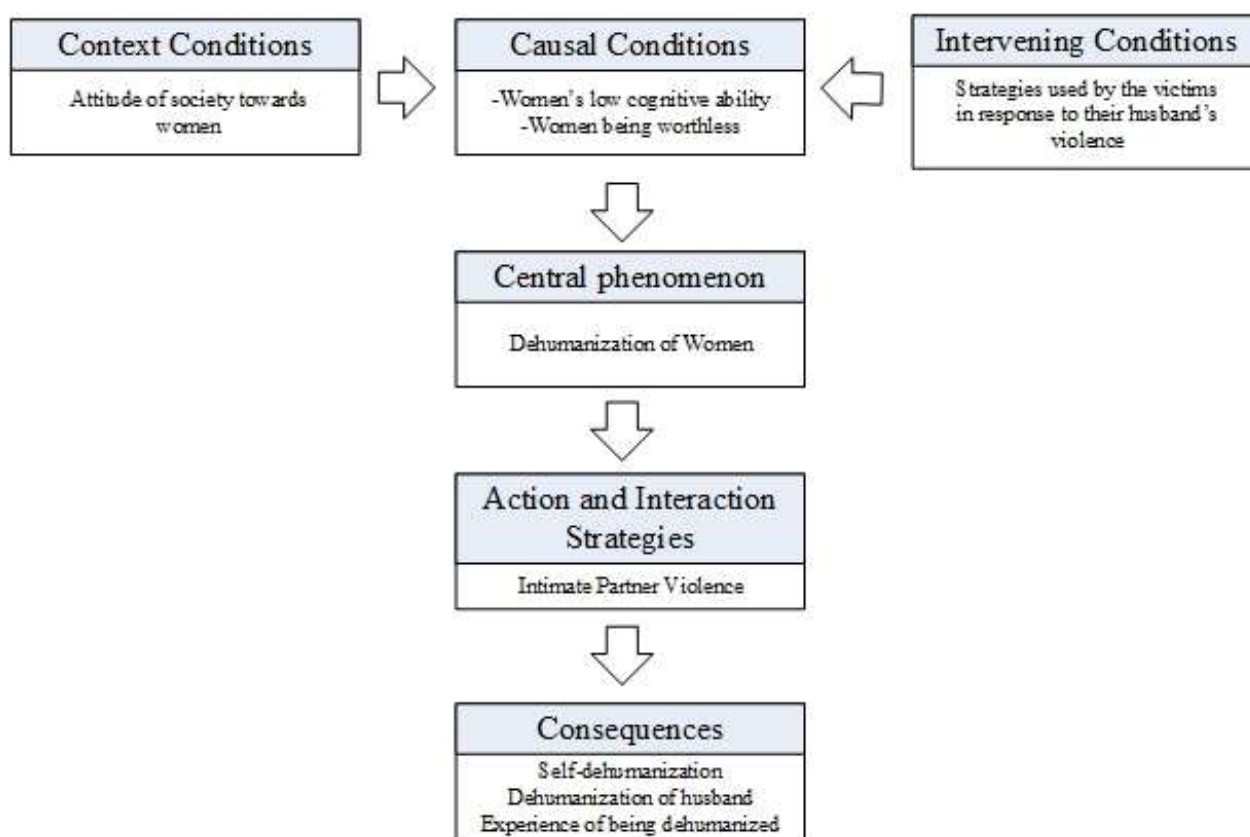 Context Conditions
Attitude of society towards
women
Causal Conditions
-Women's low cognitive ability
-Women being worthless
Intervening Conditions
Strategies used by the victims
in response to their husband's
violence
Central phenomenon
Dehumanization of Women
Action and Interaction
Strategies
Intimate Partner Violence
Consequences
Self-dehumanization
Dehumanization of husband
Experience of being dehumanized